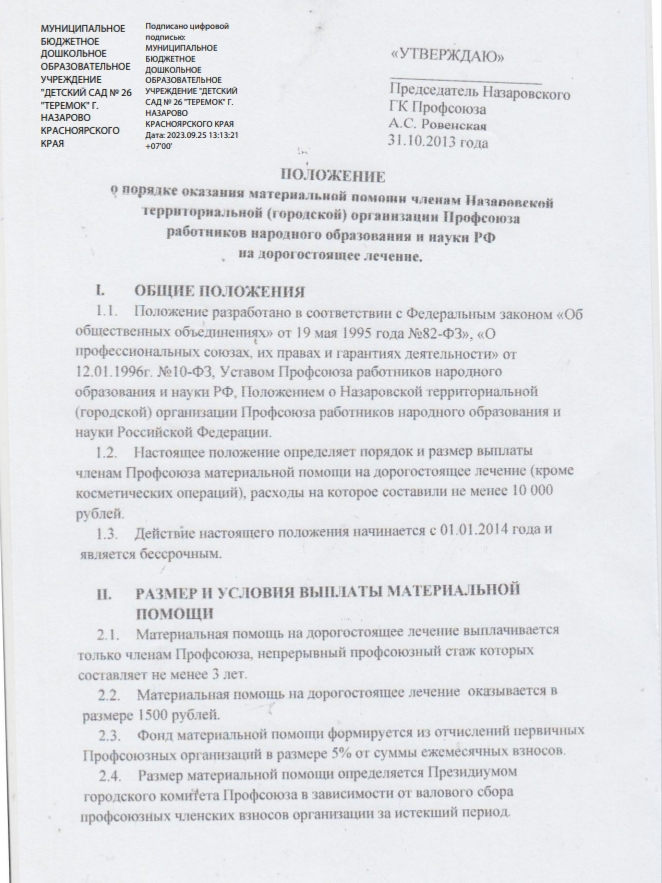 МУНИЦИПАЛЬНОЕ
БЮДЖЕТНОЕ
ДОШКОЛЬНОЕ
ОБРАЗОВАТЕЛЬНОЕ
УЧРЕЖДЕНИЕ
"ДЕТСКИЙ САД № 26
"ТЕРЕМОК" Г.
НАЗАРОВО
КРАСНОЯРСКОГО
КРАЯ
Подписано цифровой
подписью:
МУНИЦИПАЛЬНОЕ
БЮДЖЕТНОЕ
ДОШКОЛЬНОЕ
ОБРАЗОВАТЕЛЬНОЕ
УЧРЕЖДЕНИЕ "ДЕТСКИЙ
САД № 26 "ТЕРЕМОК" Г.
НАЗАРОВО
КРАСНОЯРСКОГО КРАЯ
Дата: 2023.09.25 13:13:21
+07'00'
«УТВЕРЖДАЮ»
Председатель Назаровского
ГК Профсоюза
А.С. Ровенская
31.10.2013 года
ПОЛОЖЕНИЕ
о порядке оказания материальной помощи членам Назаровской
территориальной (городской) организации Профсоюза
работников народного образования и науки РФ
на дорогостоящее лечение.
I. ОБЩИЕ ПОЛОЖЕНИЯ
1.1. Положение разработано в соответствии с Федеральным законом «Об
общественных объединениях» от 19 мая 1995 года №82-ФЗ», «О
профессиональных союзах, их правах и гарантиях деятельности» от
12.01.1996г. №10-ФЗ, Уставом Профсоюза работников народного
образования и науки РФ, Положением о Назаровской территориальной
(городской) организации Профсоюза работников народного образования и
науки Российской Федерации.
1.2. Настоящее положение определяет порядок и размер выплаты
членам Профсоюза материальной помощи на дорогостоящее лечение (кроме
косметических операций), расходы на которое составили не менее 10 000
рублей.
1.3. Действие настоящего положения начинается с 01.01.2014 года и
является бессрочным.
II. РАЗМЕР И УСЛОВИЯ ВЫПЛАТЫ МАТЕРИАЛЬНОЙ
ПОМОЩИ
2.1. Материальная помощь на дорогостоящее лечение выплачивается
только членам Профсоюза, непрерывный профсоюзный стаж которых
составляет не менее 3 лет.
2.2. Материальная помощь на дорогостоящее лечение оказывается в
размере 1500 рублей.
2.3. Фонд материальной помощи формируется из отчислений первичных
Профсоюзных организаций в размере 5% от суммы ежемесячных взносов.
2.4. Размер материальной помощи определяется Президиумом
городского комитета Профсоюза в зависимости от валового сбора
профсоюзных членских взносов организации за истекший период.